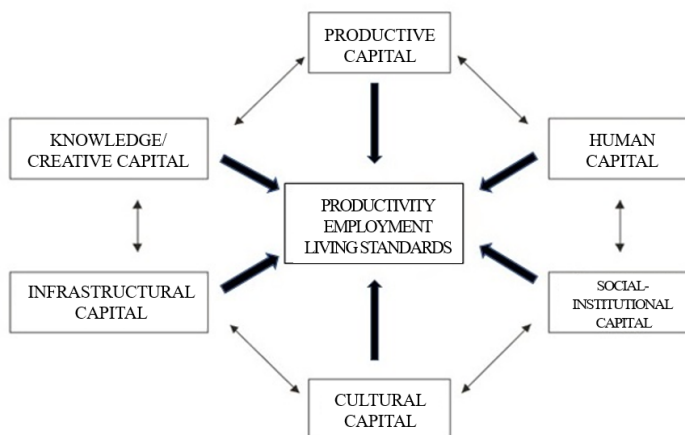 PRODUCTIVE
CAPITAL
KNOWLEDGE/
CREATIVE CAPITAL
HUMAN
CAPITAL
PRODUCTIVITY
EMPLOYMENT
LIVING STANDARDS
INFRASTRUCTURAL
CAPITAL
SOCIAL-
INSTITUTIONAL
CAPITAL
CULTURAL
CAPITAL